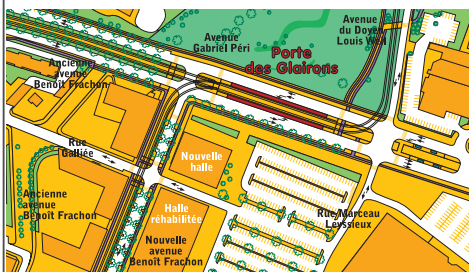 Avenue
Gabriel Péri
Avenue
du Doyen
Louis Weil
Porte
des Glairons
Ancienne
avenue
Benoît Frachon
Rue
Galilée
Nouvelle
halle
Ancienne
avenue
Benoît Frachon
Halle
réhabilitée
Rue Marceau
Leyssieux
Nouvelle
avenue
Benoît Frachon